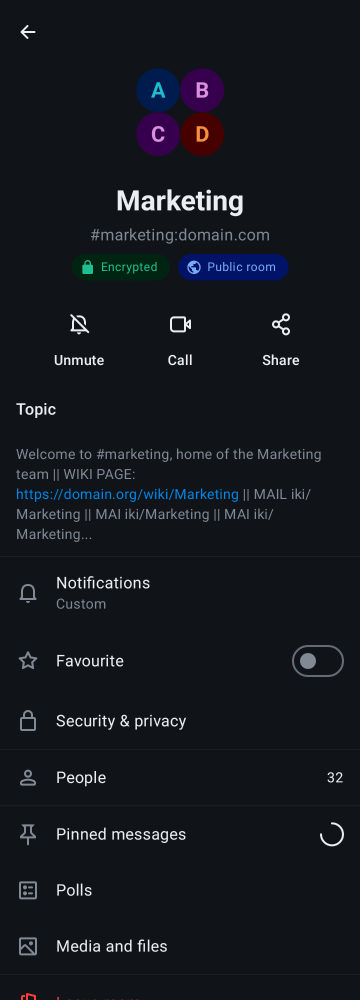 A B
C D
Marketing
#marketing:domain.com
Encrypted Public room
Unmute Call Share
Topic
Welcome to #marketing, home of the Marketing
team || WIKI PAGE:
https://domain.org/wiki/Marketing || MAIL iki/
Marketing || MAI iki/Marketing || MAI iki/
Marketing...
Notifications
Custom
Favourite
Security & privacy
People 32
Pinned messages
Polls
Media and files